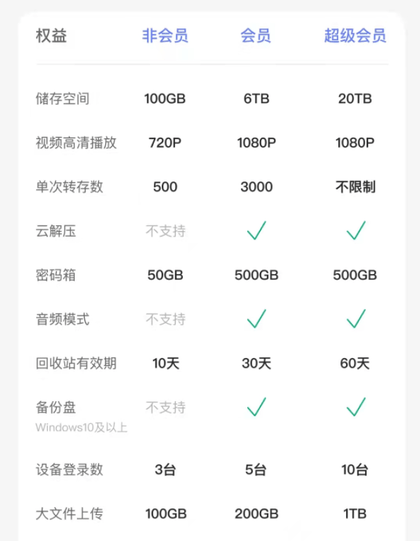 权益 非会员 会员 超级会员
储存空间 100GB 6TB 20TB
视频高清播放 720P 1080P 1080P
单次转存数 500 3000 不限制
云解压 不支持
密码箱 50GB 500GB 500GB
音频模式 不支持
回收站有效期 10天 30天 60天
备份盘 不支持
Windows10及以上
设备登录数 3台 5台 10台
大文件上传 100GB 200GB 1TB